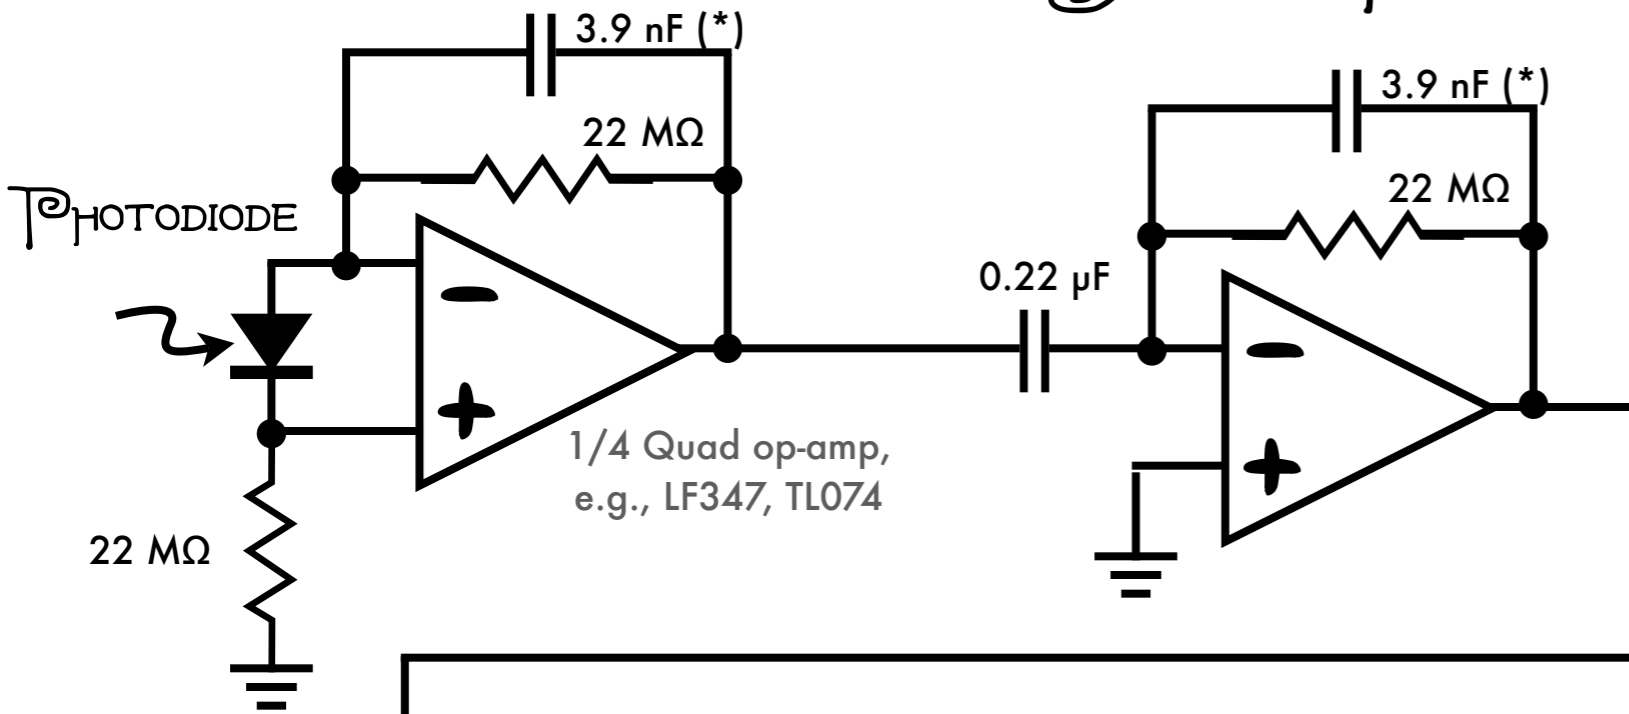 3.9 nF (*)
3.9 nF (*)
22 MΩ
22 MΩ
PHOTODIODE
0.22 µF
−
−
+
+
1/4 Quad op-amp,
e.g., LF347, TL074
22 MΩ